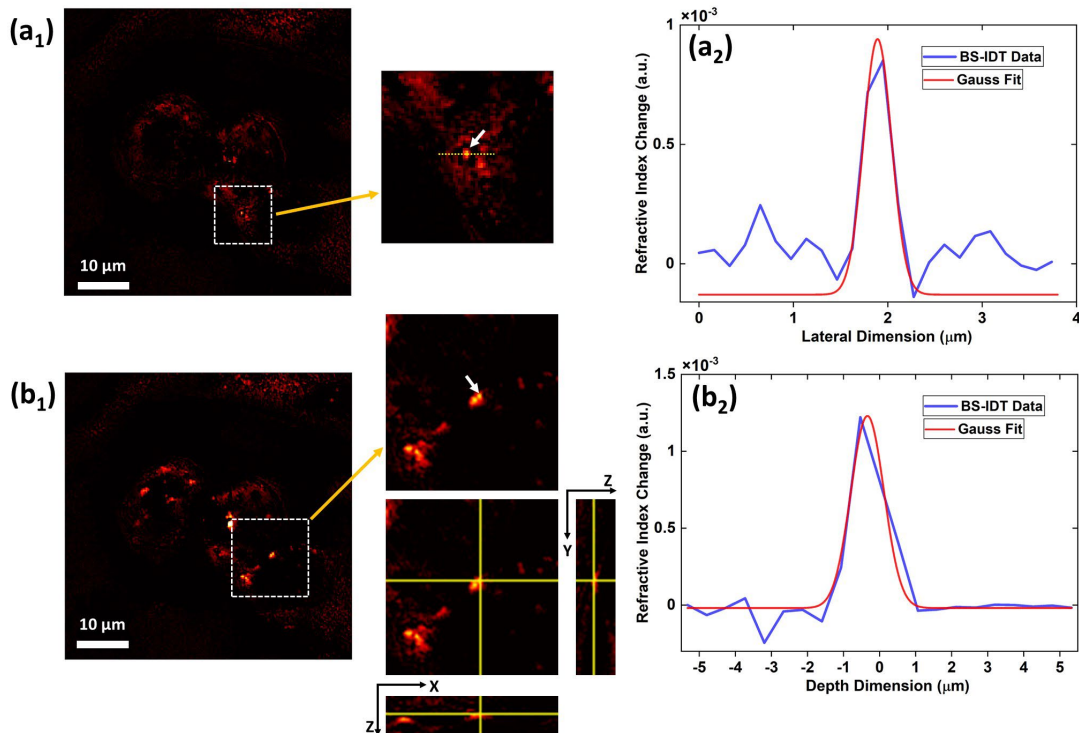 (a₁)
10 μm
(a₂)
×10⁻³
BS-IDT Data
Gauss Fit
Refractive Index Change (a.u.)
1
0.5
0
0 1 2 3 4
Lateral Dimension (μm)
(b₁)
10 μm
Z
Y
X
Z
(b₂)
×10⁻³
BS-IDT Data
Gauss Fit
Refractive Index Change (a.u.)
1.5
1
0.5
0
-5 -4 -3 -2 -1 0 1 2 3 4 5
Depth Dimension (μm)